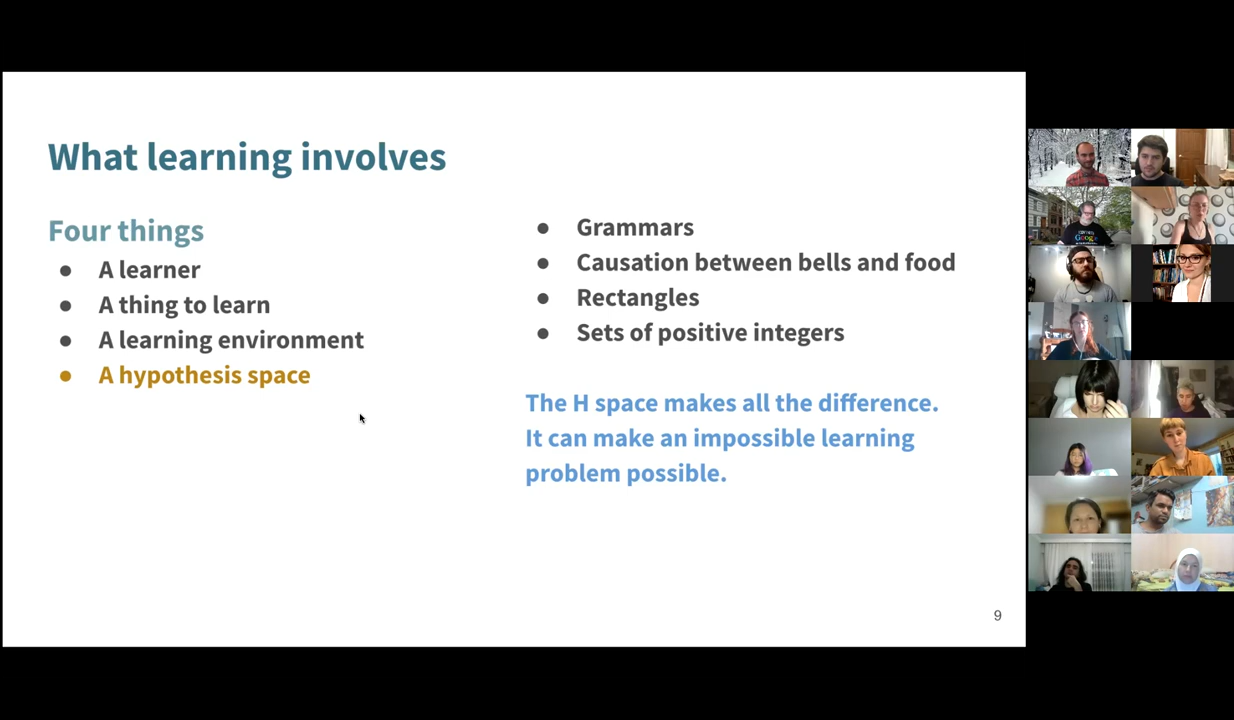 What learning involves
Four things
● A learner
● A thing to learn
● A learning environment
● A hypothesis space
● Grammars
● Causation between bells and food
● Rectangles
● Sets of positive integers
The H space makes all the difference.
It can make an impossible learning
problem possible.
9
Google